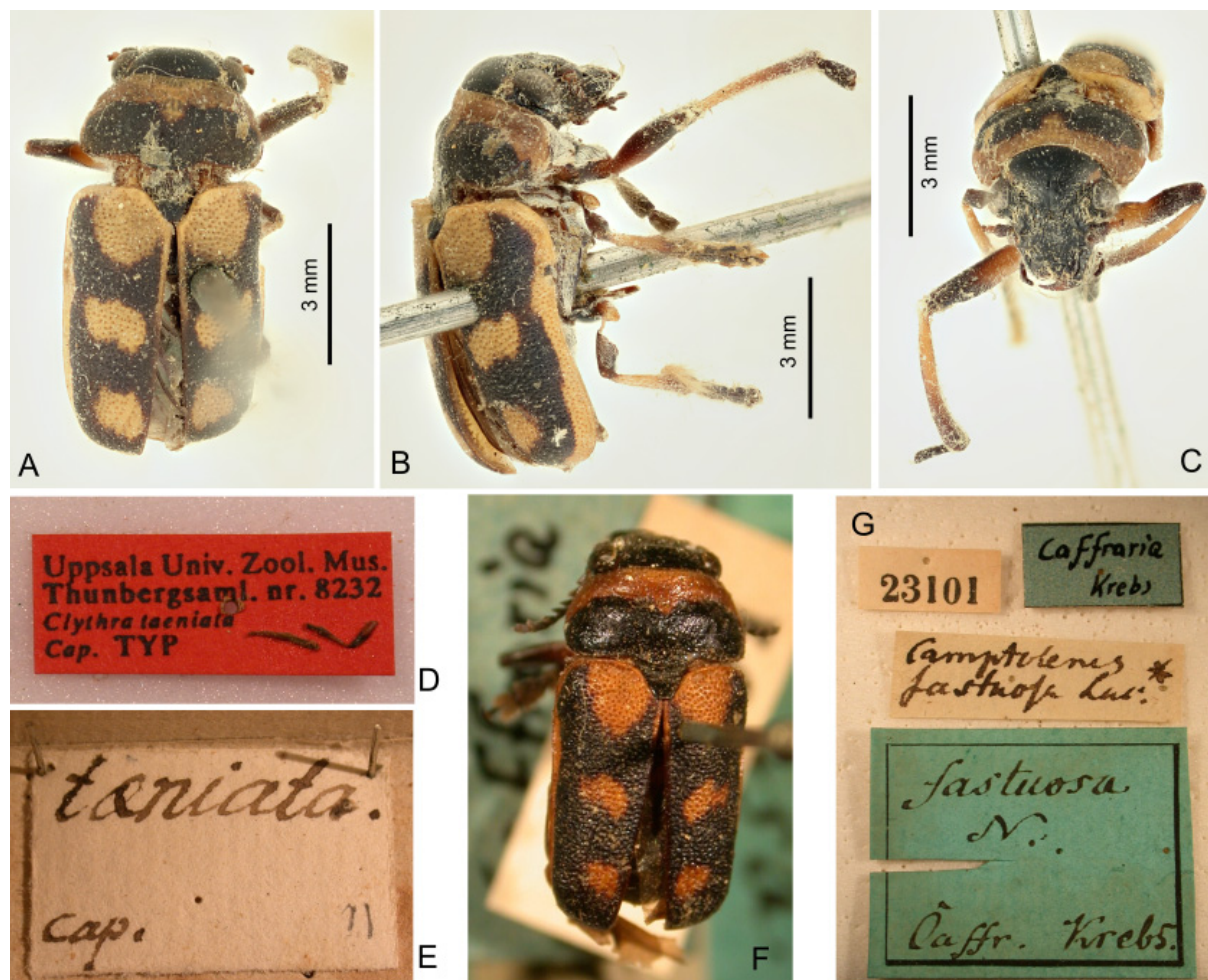 A
3 mm
B
3 mm
C
3 mm
Uppsala Univ. Zool. Mus.
Thunbergsaml. nr. 8232
Clythra taeniata
Cap. TYP
D
tæniata.
cap.
E
F
G
23101
Caffraria
Krebs
Camptolenes *
fastuosa Lac.
fastuosa
N.
Caffr. Krebs.